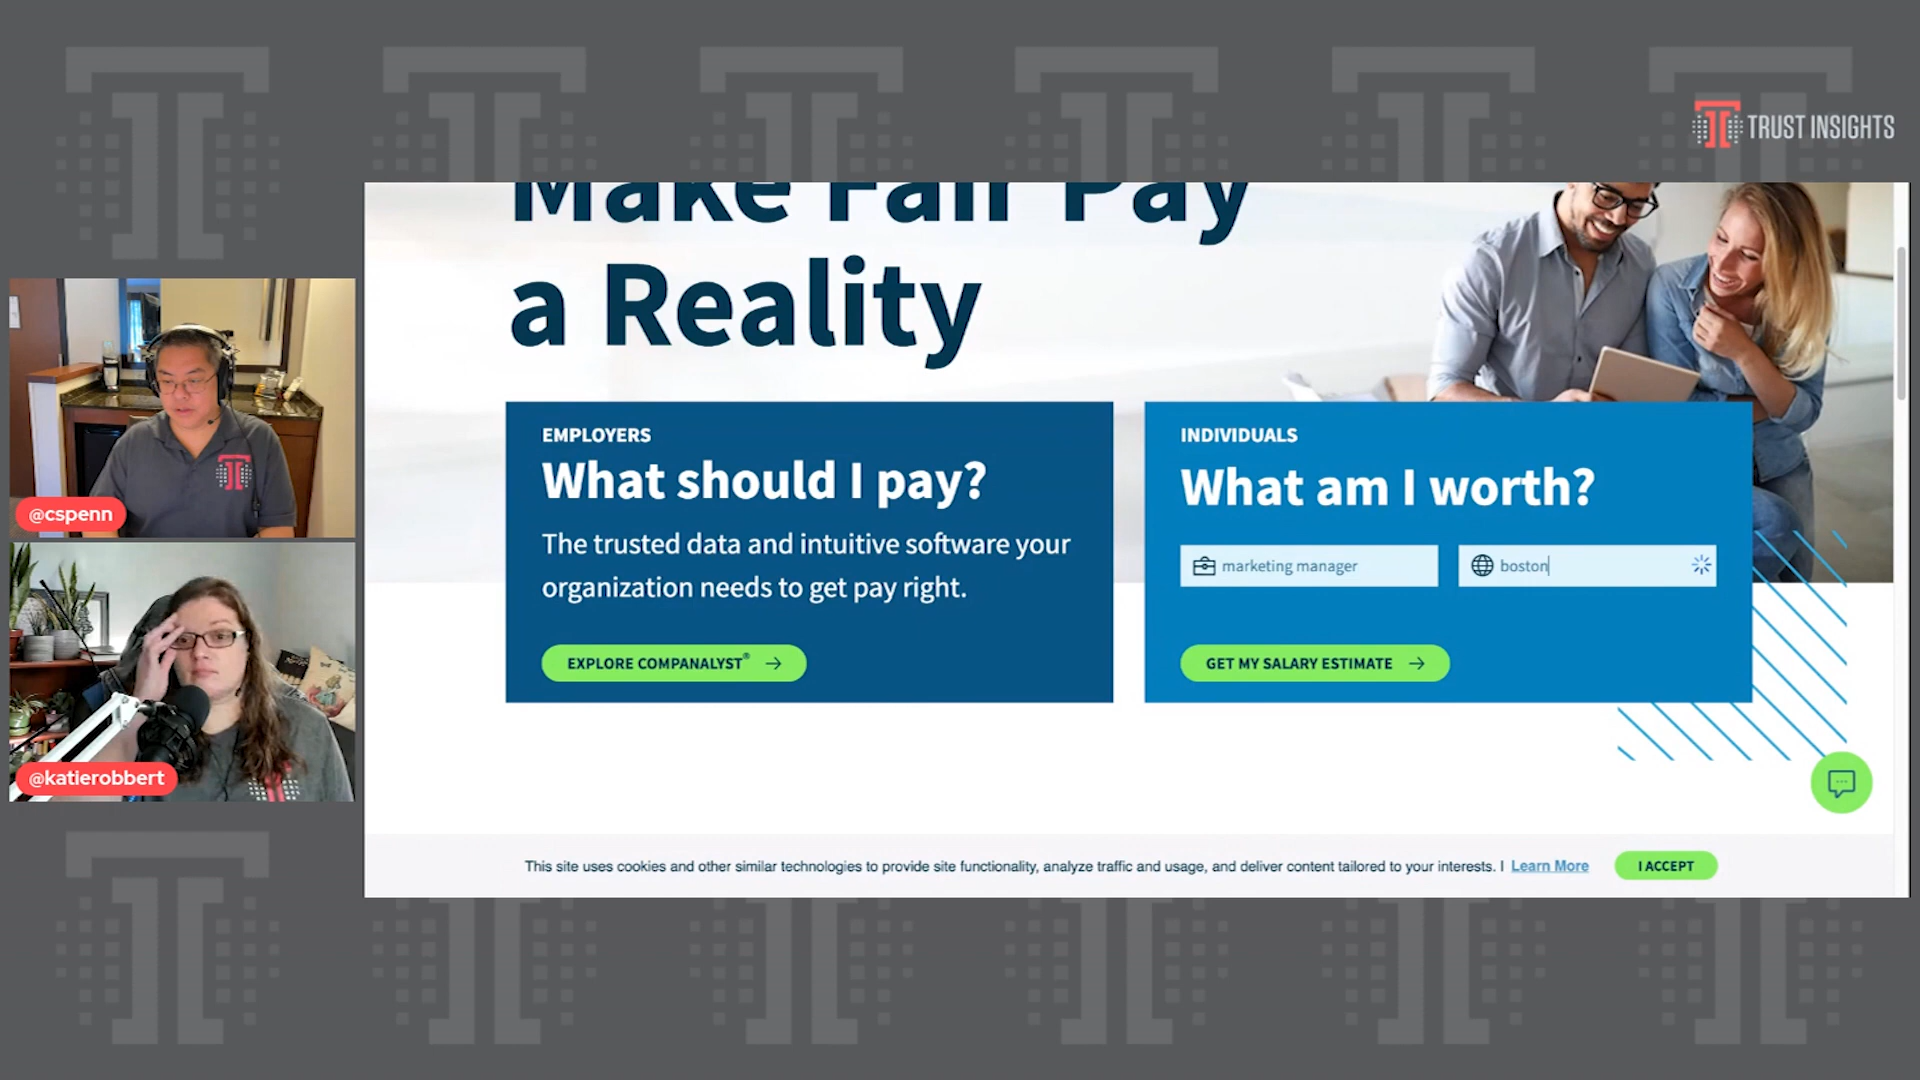 TRUST INSIGHTS
Make Fair Pay
a Reality
EMPLOYERS
What should I pay?
The trusted data and intuitive software your
organization needs to get pay right.
EXPLORE COMPANALYST®
INDIVIDUALS
What am I worth?
marketing manager
boston
GET MY SALARY ESTIMATE
@cspenn
@katierobbert
This site uses cookies and other similar technologies to provide site functionality, analyze traffic and usage, and deliver content tailored to your interests. I Learn More
I ACCEPT